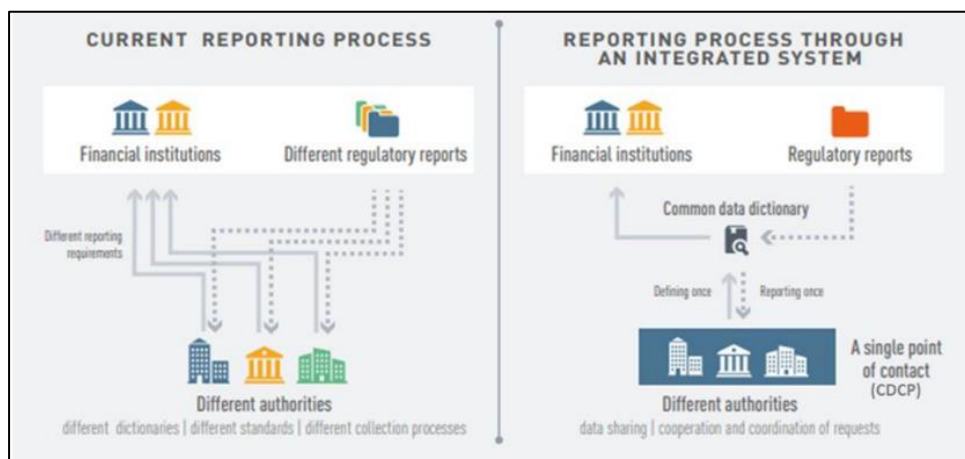 CURRENT REPORTING PROCESS
Financial institutions
Different regulatory reports
Different reporting
requirements
Different authorities
different dictionaries | different standards | different collection processes
REPORTING PROCESS THROUGH
AN INTEGRATED SYSTEM
Financial institutions
Regulatory reports
Common data dictionary
Defining once
Reporting once
A single point
of contact
(CDCP)
Different authorities
data sharing | cooperation and coordination of requests